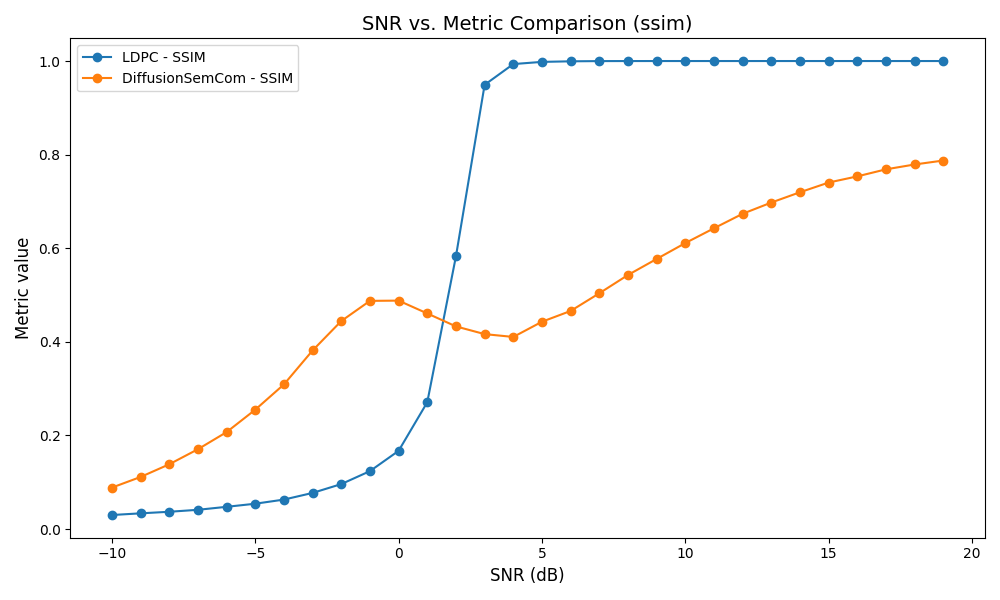 SNR vs. Metric Comparison (ssim)
LDPC - SSIM
DiffusionSemCom - SSIM
Metric value
1.0
0.8
0.6
0.4
0.2
0.0
−10
−5
0
5
10
15
20
SNR (dB)